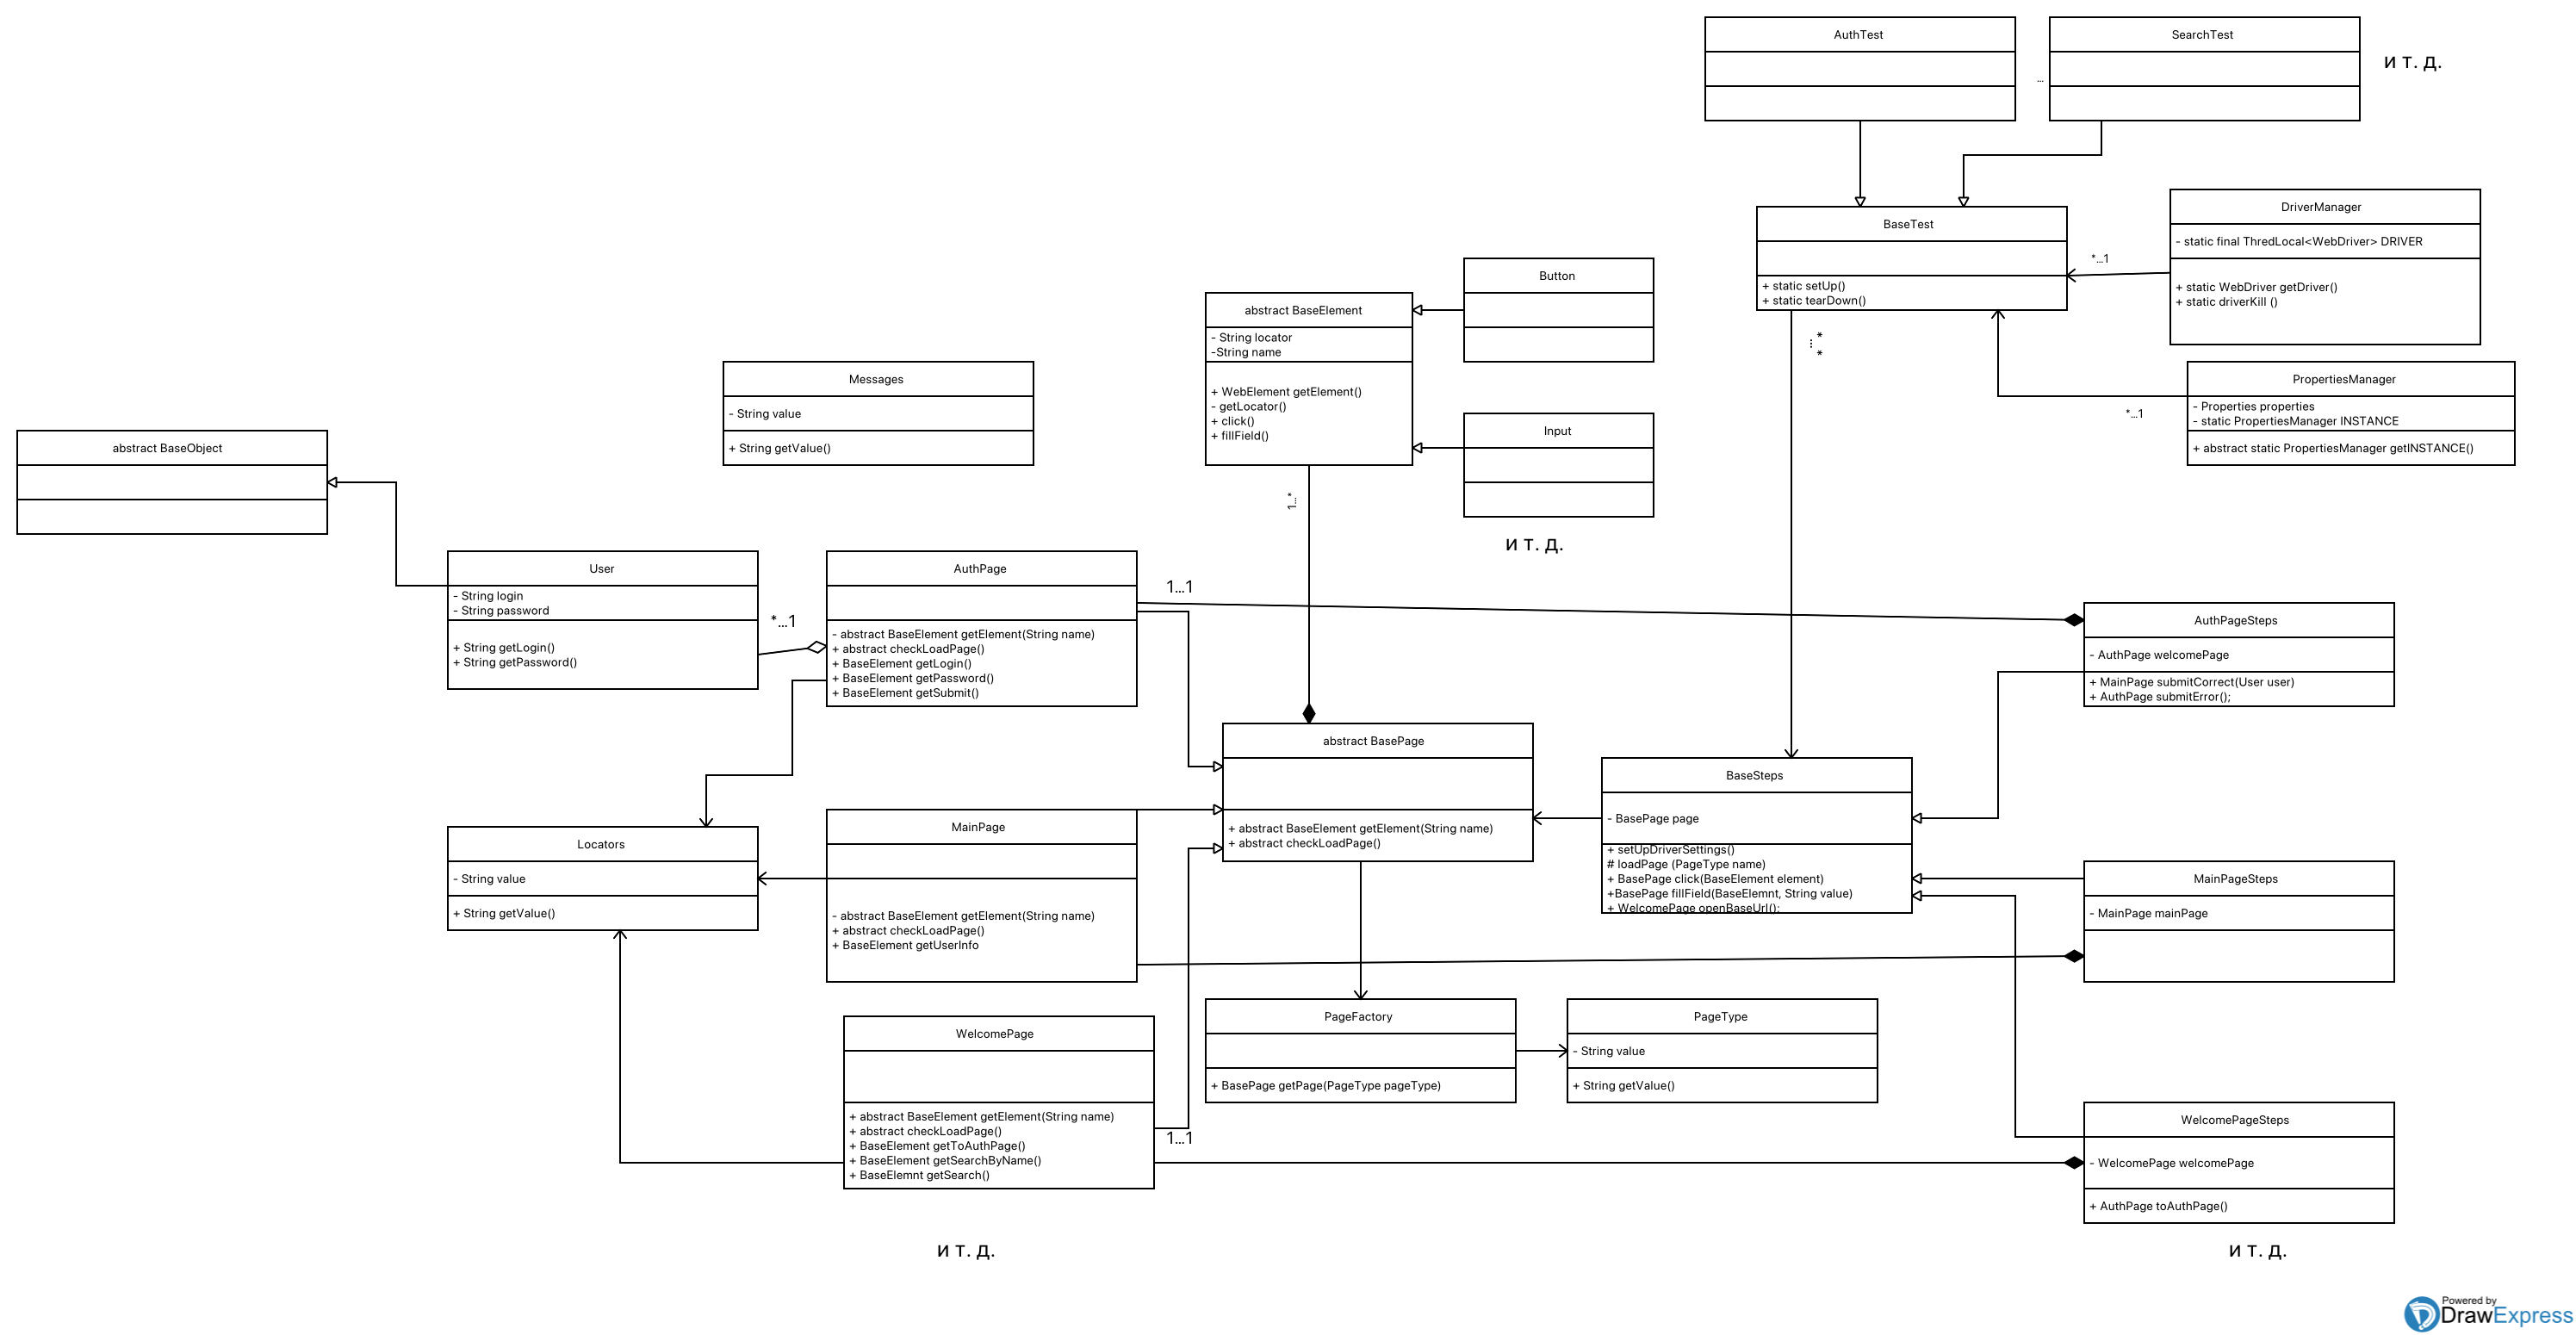 AuthTest
SearchTest
и т. д.
...
BaseTest
+ static setUp()
+ static tearDown()
DriverManager
- static final ThredLocal<WebDriver> DRIVER
+ static WebDriver getDriver()
+ static driverKill ()
*...1
PropertiesManager
- Properties properties
- static PropertiesManager INSTANCE
+ abstract static PropertiesManager getINSTANCE()
*...1
*...*
Button
abstract BaseElement
- String locator
-String name
+ WebElement getElement()
- getLocator()
+ click()
+ fillField()
Input
и т. д.
1...*
Messages
- String value
+ String getValue()
abstract BaseObject
User
- String login
- String password
+ String getLogin()
+ String getPassword()
*...1
AuthPage
- abstract BaseElement getElement(String name)
+ abstract checkLoadPage()
+ BaseElement getLogin()
+ BaseElement getPassword()
+ BaseElement getSubmit()
1...1
AuthPageSteps
- AuthPage welcomePage
+ MainPage submitCorrect(User user)
+ AuthPage submitError();
abstract BasePage
+ abstract BaseElement getElement(String name)
+ abstract checkLoadPage()
BaseSteps
- BasePage page
+ setUpDriverSettings()
# loadPage (PageType name)
+ BasePage click(BaseElement element)
+BasePage fillField(BaseElemnt, String value)
+ WelcomePage openBaseUrl();
Locators
- String value
+ String getValue()
MainPage
- abstract BaseElement getElement(String name)
+ abstract checkLoadPage()
+ BaseElement getUserInfo
MainPageSteps
- MainPage mainPage
PageFactory
+ BasePage getPage(PageType pageType)
PageType
- String value
+ String getValue()
WelcomePage
+ abstract BaseElement getElement(String name)
+ abstract checkLoadPage()
+ BaseElement getToAuthPage()
+ BaseElement getSearchByName()
+ BaseElemnt getSearch()
1...1
WelcomePageSteps
- WelcomePage welcomePage
+ AuthPage toAuthPage()
и т. д.
и т. д.
Powered by
DrawExpress